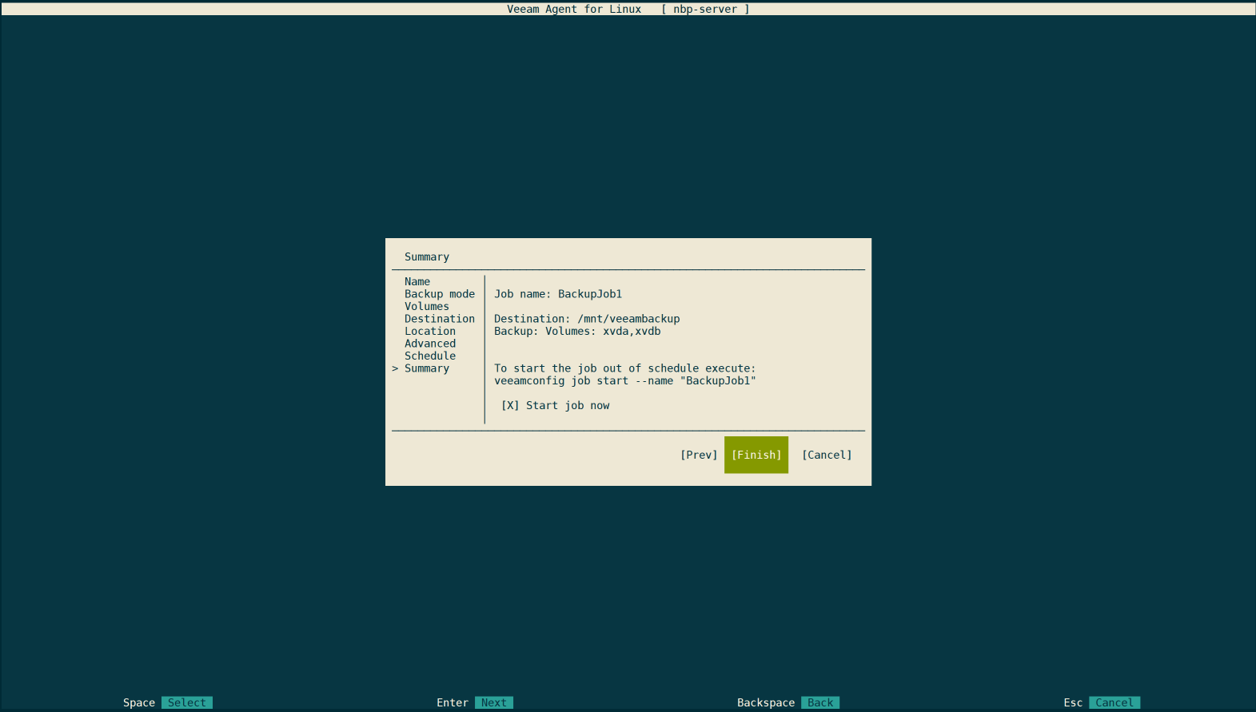 Veeam Agent for Linux [ nbp-server ]
Summary
Name
Backup mode
Volumes
Destination
Location
Advanced
Schedule
> Summary
Job name: BackupJob1
Destination: /mnt/veeambackup
Backup: Volumes: xvda,xvdb
To start the job out of schedule execute:
veeamconfig job start --name "BackupJob1"
[X] Start job now
[Prev] [Finish] [Cancel]
Space Select Enter Next Backspace Back Esc Cancel